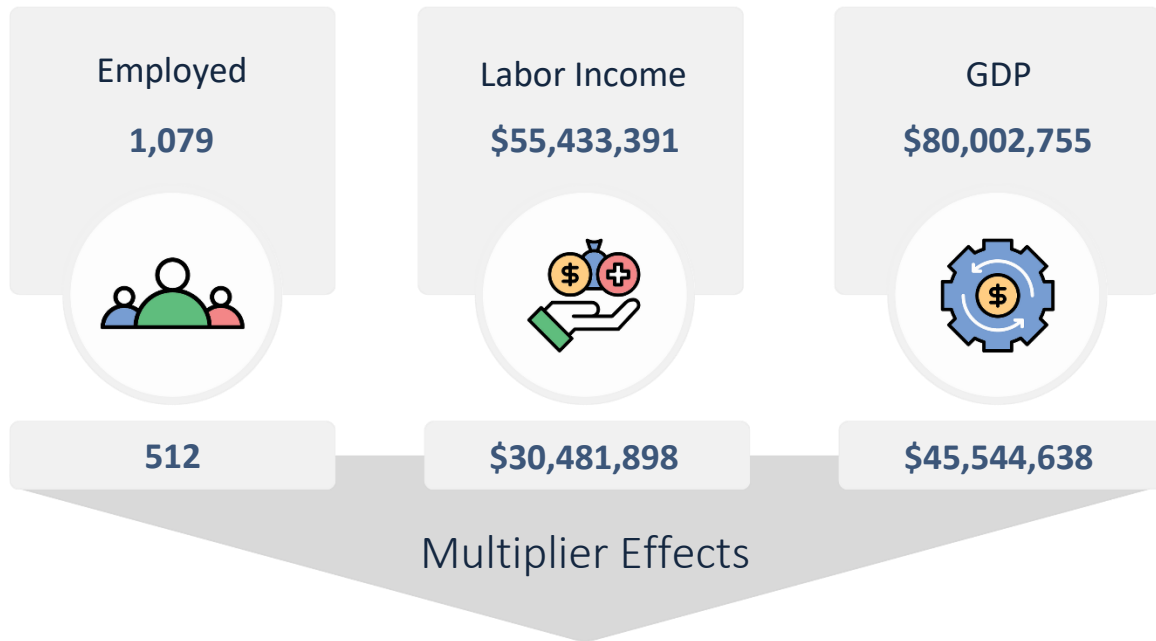 Employed
1,079
Labor Income
$55,433,391
GDP
$80,002,755
$
$
512
$30,481,898
$45,544,638
Multiplier Effects